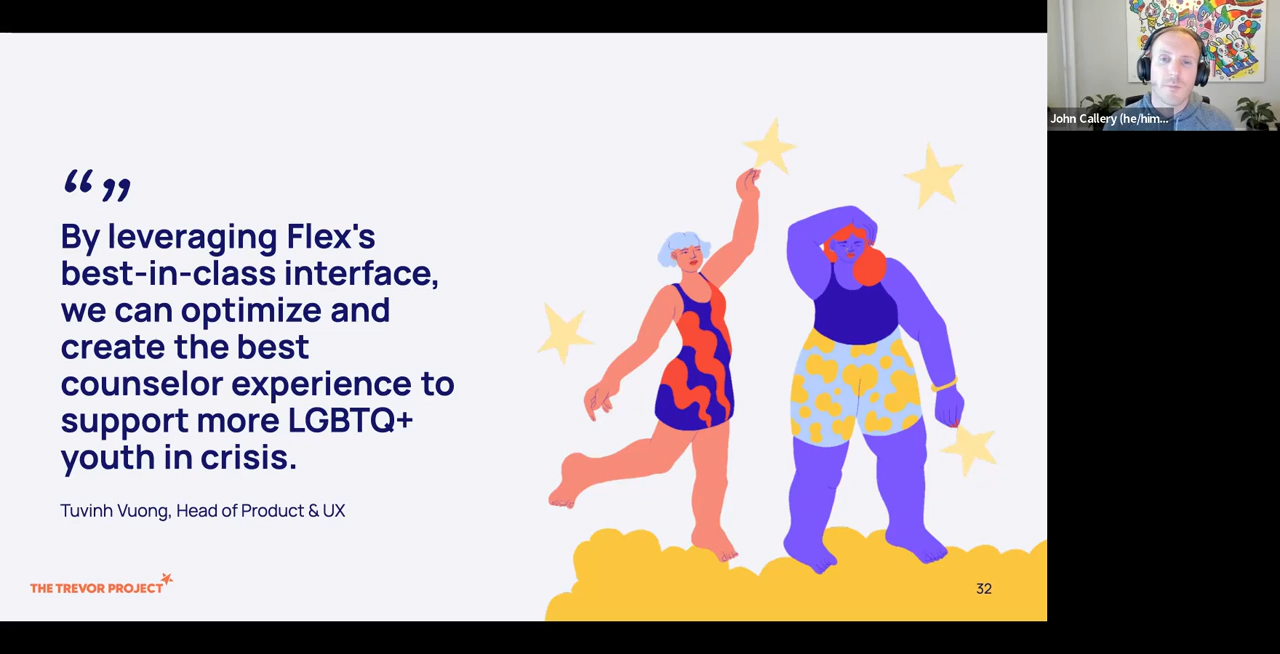 “ ”
By leveraging Flex's
best-in-class interface,
we can optimize and
create the best
counselor experience to
support more LGBTQ+
youth in crisis.
Tuvinh Vuong, Head of Product & UX
THE TREVOR PROJECT
32
John Callery (he/him...